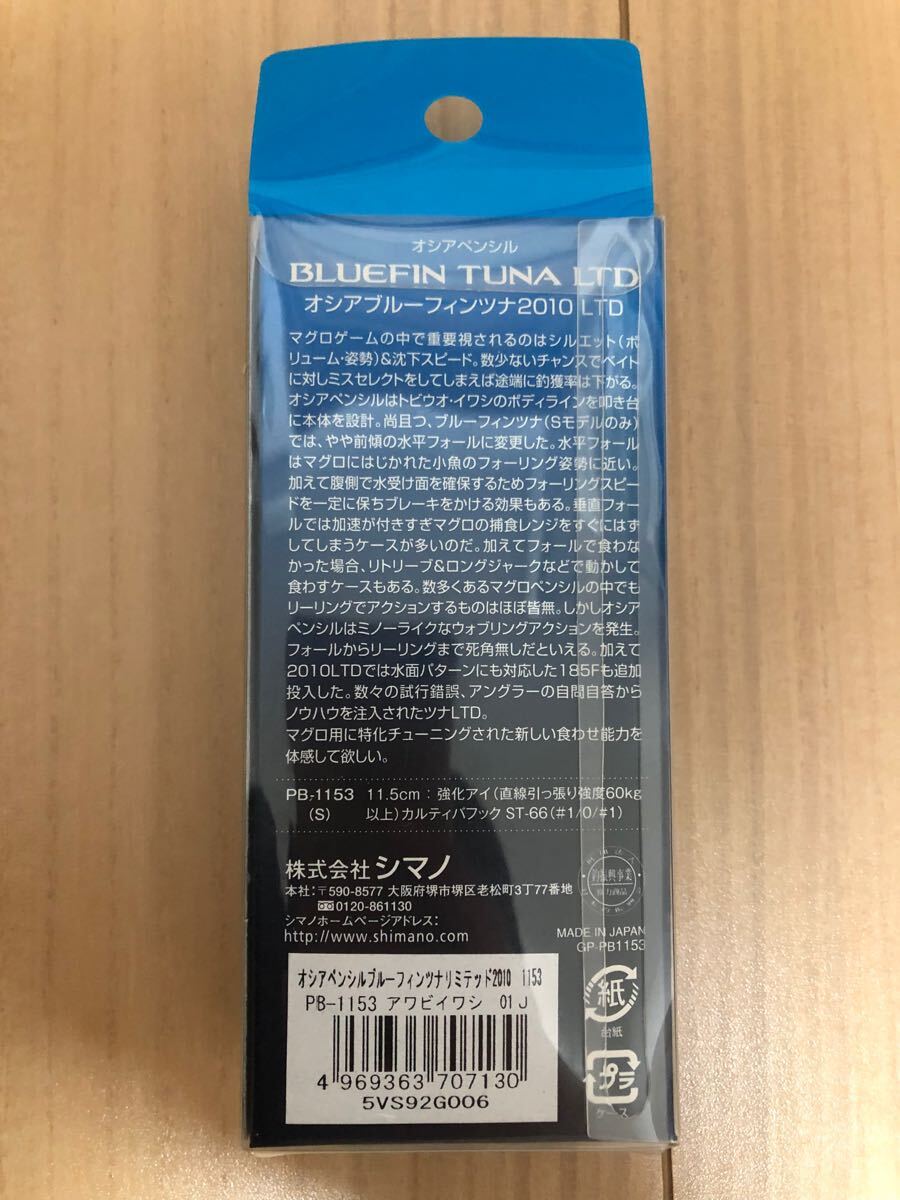 オシアペンシル
BLUEFIN TUNA LTD
オシアブルーフィンツナ2010 LTD
マグロゲームの中で重要視されるのはシルエット(ボ
リューム・姿勢)&沈下スピード。数少ないチャンスでベイト
に対しミスセレクトをしてしまえば途端に釣獲率は下がる。
オシアペンシルはトビウオ・イワシのボディラインを叩き台
に本体を設計。尚且つ、ブルーフィンツナ(Sモデルのみ)
では、やや前傾の水平フォールに変更した。水平フォール
はマグロにはじかれた小魚のフォーリング姿勢に近い。
加えて腹側で水受け面を確保するためフォーリングスピー
ドを一定に保ちブレーキをかける効果もある。垂直フォー
ルでは加速が付きすぎマグロの捕食レンジをすぐにはず
してしまうケースが多いのだ。加えてフォールで食わな
かった場合、リトリーブ&ロングジャークなどで動かして
食わすケースもある。数多くあるマグロペンシルの中でも
リーリングでアクションするものはほぼ皆無。しかしオシア
ペンシルはミノーライクなウォブリングアクションを発生。
フォールからリーリングまで死角無しだといえる。加えて
2010LTDでは水面パターンにも対応した185Fも追加
投入した。数々の試行錯誤、アングラーの自問自答から
ノウハウを注入されたツナLTD。
マグロ用に特化チューニングされた新しい食わせ能力を
体感して欲しい。
PB-1153 11.5cm:強化アイ(直線引っ張り強度60kg
(S) 以上)カルティバフック ST-66(#1/0/#1)
株式会社シマノ
本社:〒590-8577 大阪府堺市堺区老松町3丁77番地
0120-861130
シマノホームページアドレス:
http://www.shimano.com
MADE IN JAPAN
GP-PB1153
オシアペンシルブルーフィンツナリミテッド2010 1153
PB-1153 アワビイワシ 01J
4 969363 707130
5VS92G006
紙
台紙
プラ
ケース